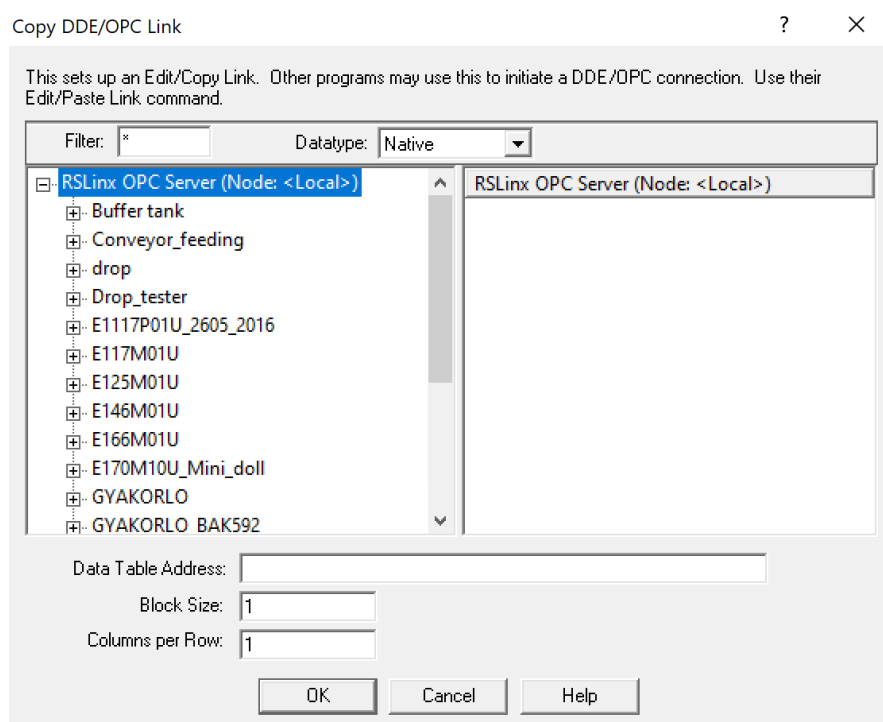 Copy DDE/OPC Link
?
This sets up an Edit/Copy Link. Other programs may use this to initiate a DDE/OPC connection. Use their
Edit/Paste Link command.
Filter: * Datatype: Native
RSLinx OPC Server (Node: <Local>)
Buffer tank
Conveyor_feeding
drop
Drop_tester
E1117P01U_2605_2016
E117M01U
E125M01U
E146M01U
E166M01U
E170M10U_Mini_doll
GYAKORLO
GYAKORLO_BAK592
RSLinx OPC Server (Node: <Local>)
Data Table Address:
Block Size: 1
Columns per Row: 1
OK Cancel Help